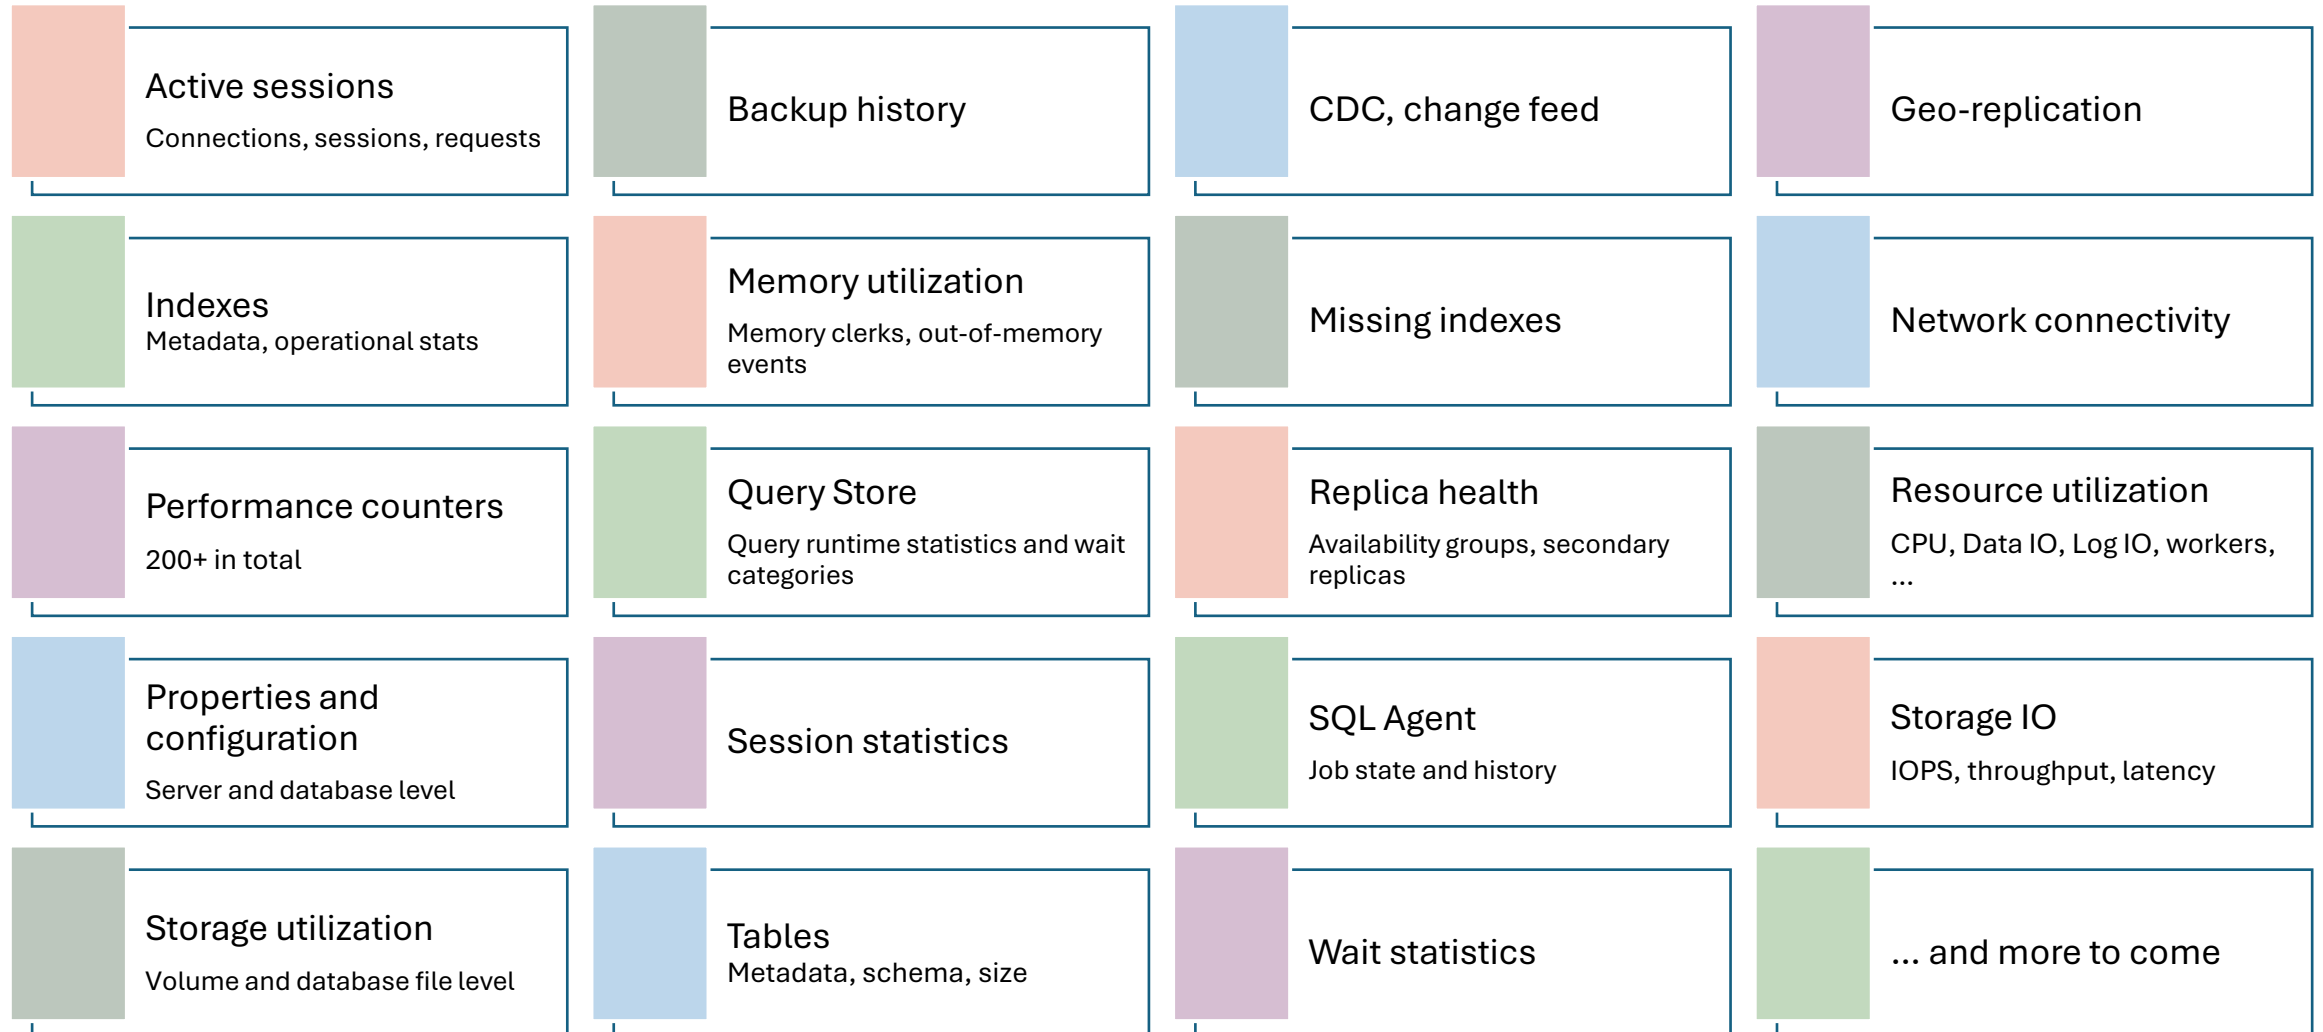 Active sessions
Connections, sessions, requests
Backup history
CDC, change feed
Geo-replication
Indexes
Metadata, operational stats
Memory utilization
Memory clerks, out-of-memory
events
Missing indexes
Network connectivity
Performance counters
200+ in total
Query Store
Query runtime statistics and wait
categories
Replica health
Availability groups, secondary
replicas
Resource utilization
CPU, Data IO, Log IO, workers,
...
Properties and
configuration
Server and database level
Session statistics
SQL Agent
Job state and history
Storage IO
IOPS, throughput, latency
Storage utilization
Volume and database file level
Tables
Metadata, schema, size
Wait statistics
... and more to come